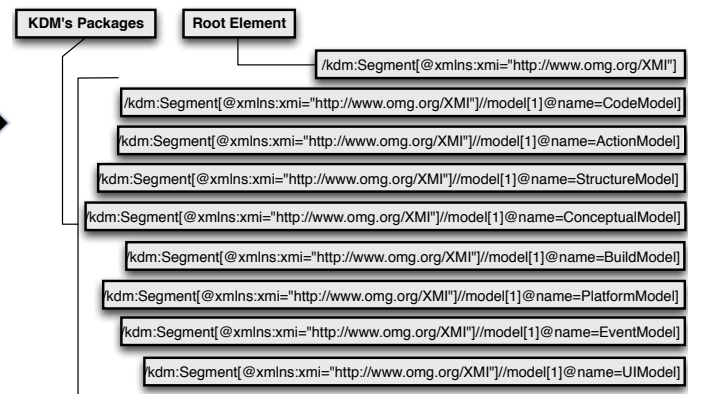 KDM's Packages
Root Element
/kdm:Segment[@xmlns:xmi="http://www.omg.org/XMI"]
/kdm:Segment[@xmlns:xmi="http://www.omg.org/XMI"]//model[1]@name=CodeModel]
/kdm:Segment[@xmlns:xmi="http://www.omg.org/XMI"]//model[1]@name=ActionModel]
/kdm:Segment[@xmlns:xmi="http://www.omg.org/XMI"]//model[1]@name=StructureModel]
/kdm:Segment[@xmlns:xmi="http://www.omg.org/XMI"]//model[1]@name=ConceptualModel]
/kdm:Segment[@xmlns:xmi="http://www.omg.org/XMI"]//model[1]@name=BuildModel]
/kdm:Segment[@xmlns:xmi="http://www.omg.org/XMI"]//model[1]@name=PlatformModel]
/kdm:Segment[@xmlns:xmi="http://www.omg.org/XMI"]//model[1]@name=EventModel]
/kdm:Segment[@xmlns:xmi="http://www.omg.org/XMI"]//model[1]@name=UIModel]